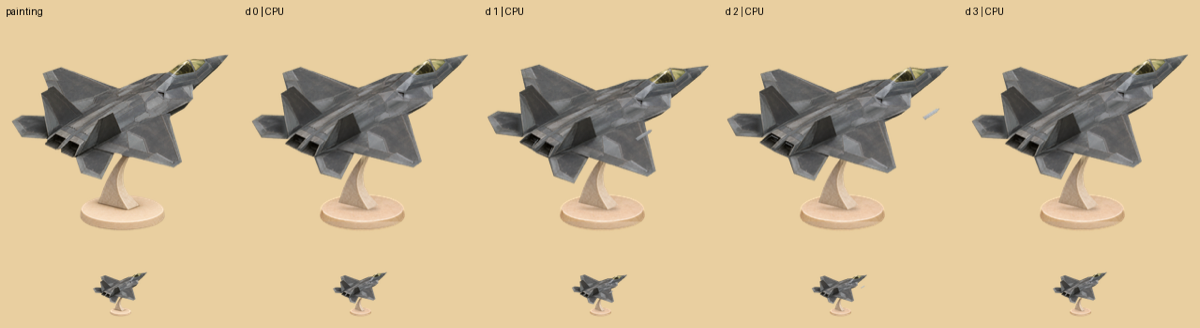 painting
d 0 | CPU
d 1 | CPU
d 2 | CPU
d 3 | CPU